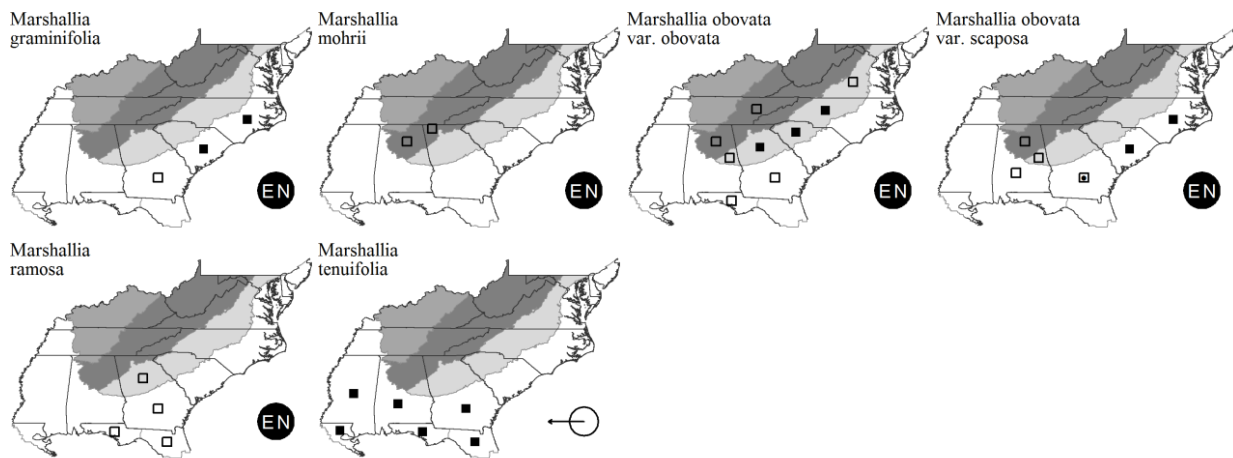 Marshallia
graminifolia
Marshallia
mohrii
Marshallia obovata
var. obovata
Marshallia obovata
var. scaposa
EN
EN
EN
EN
Marshallia
ramosa
Marshallia
tenuifolia
EN